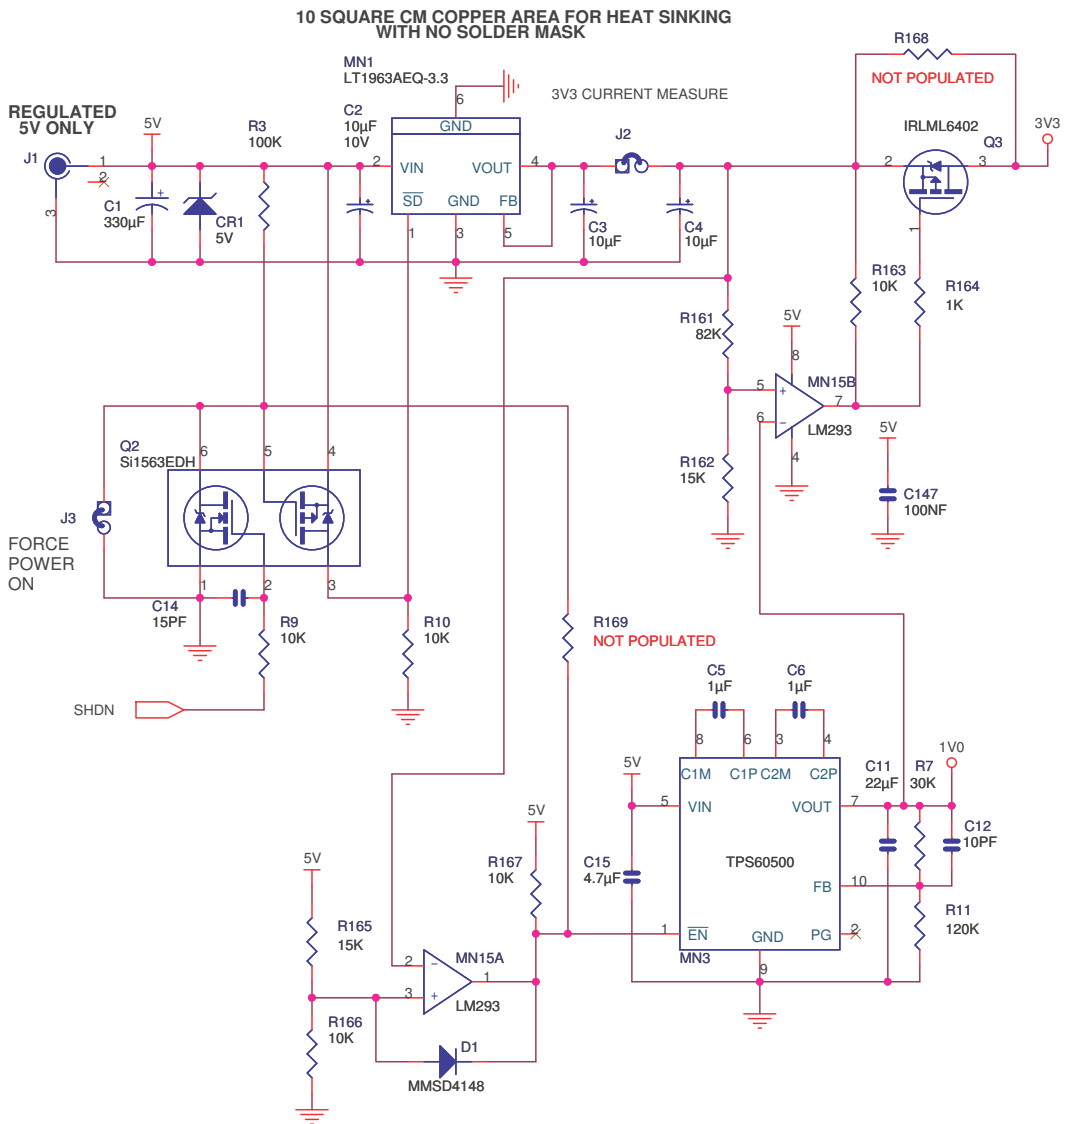 10 SQUARE CM COPPER AREA FOR HEAT SINKING
WITH NO SOLDER MASK
R168
NOT POPULATED
MN1
LT1963AEQ-3.3
6
GND
3V3 CURRENT MEASURE
REGULATED
5V ONLY
5V
R3
100K
C2
10µF
10V
J2
IRLML6402
Q3
3V3
J1
1
2
3
2
VIN
VOUT
4
SD
GND
FB
1
3
5
2
3
1
C1
330µF
CR1
5V
C3
10µF
C4
10µF
R163
10K
R164
1K
R161
82K
5V
8
MN15B
5
+
6
−
7
LM293
4
5V
C147
100NF
R162
15K
Q2
Si1563EDH
6
5
4
J3
FORCE
POWER
ON
1
2
3
C14
15PF
R9
10K
R10
10K
R169
NOT POPULATED
SHDN
C5
1µF
C6
1µF
8
6
3
4
C1M
C1P
C2M
C2P
5V
5
VIN
VOUT
7
C11
22µF
R7
30K
1V0
C12
10PF
TPS60500
C15
4.7µF
FB
10
R11
120K
1
EN
GND
PG
2
MN3
9
5V
R167
10K
5V
R165
15K
MN15A
2
−
1
3
+
LM293
R166
10K
D1
MMSD4148